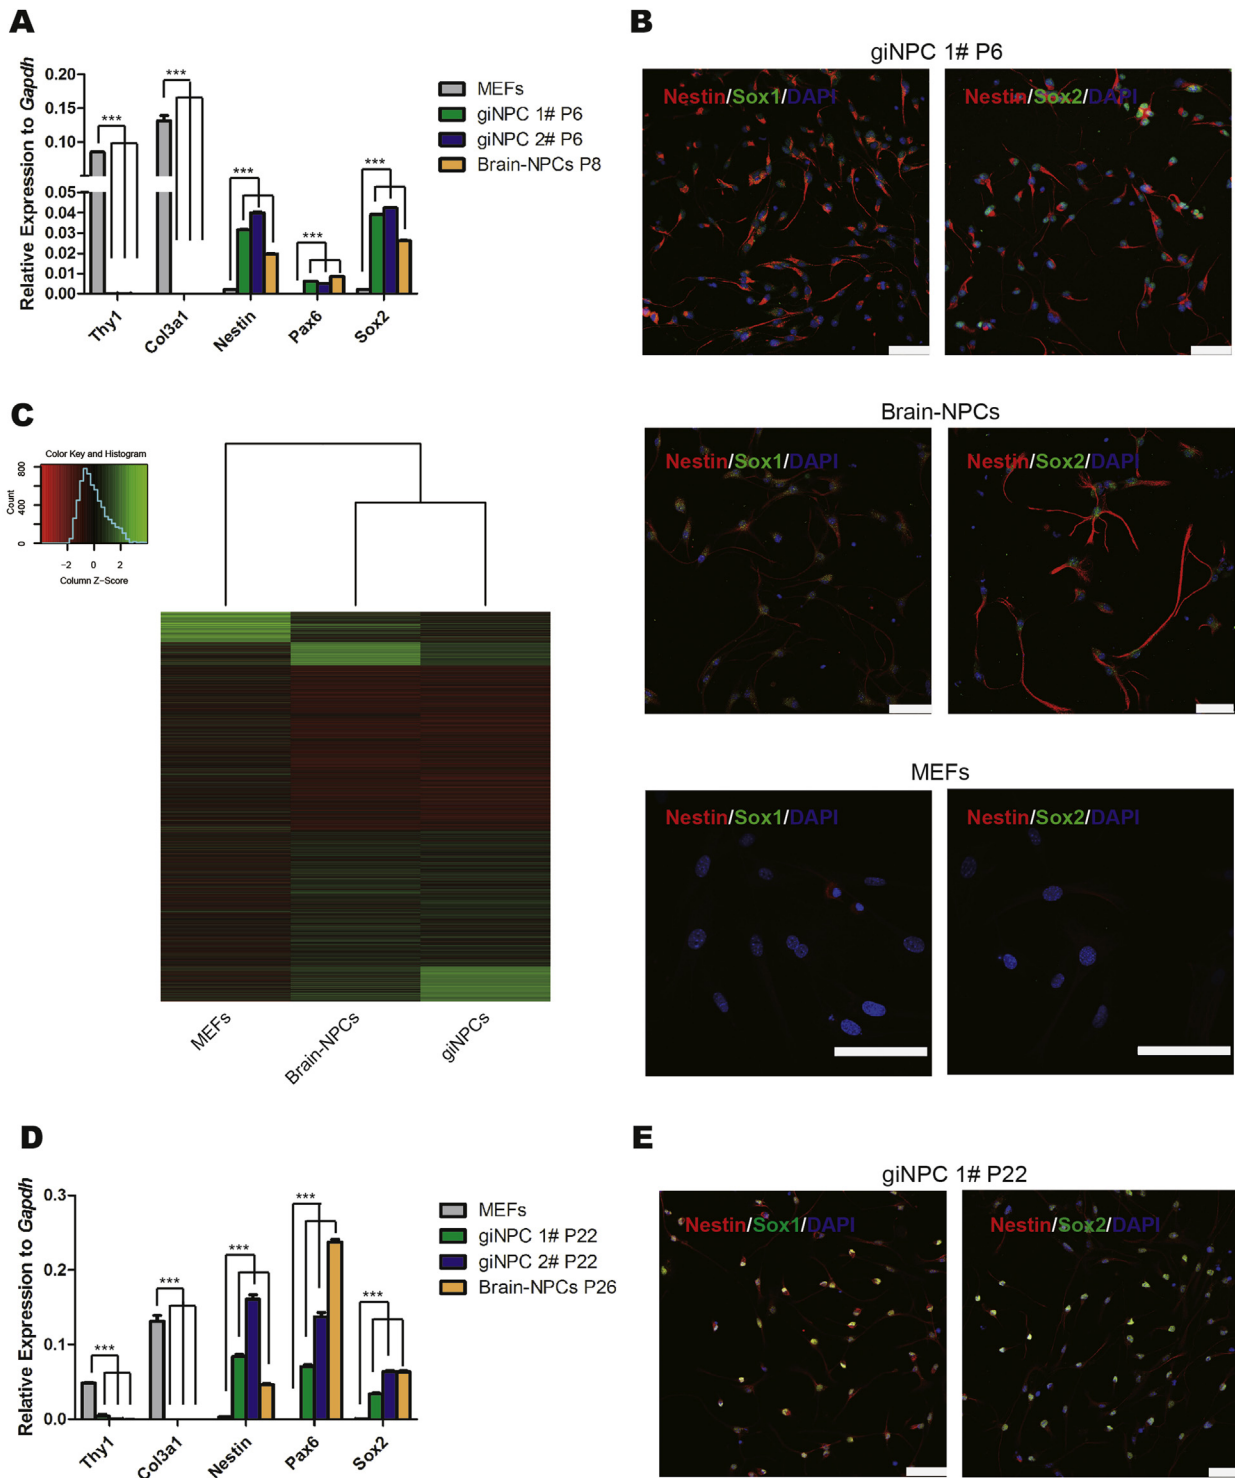 A
Relative Expression to Gapdh
0.20
0.15
0.10
0.05
0.04
0.03
0.02
0.01
0.00
***
***
***
***
***
Thy1
Col3a1
Nestin
Pax6
Sox2
MEFs
giNPC 1# P6
giNPC 2# P6
Brain-NPCs P8
B
giNPC 1# P6
Nestin/Sox1/DAPI
Nestin/Sox2/DAPI
Brain-NPCs
Nestin/Sox1/DAPI
Nestin/Sox2/DAPI
MEFs
Nestin/Sox1/DAPI
Nestin/Sox2/DAPI
C
Color Key and Histogram
Count
800
400
0
−2 0 2
Column Z−Score
MEFs
Brain-NPCs
giNPCs
D
Relative Expression to Gapdh
0.3
0.2
0.1
0.0
***
***
***
***
***
Thy1
Col3a1
Nestin
Pax6
Sox2
MEFs
giNPC 1# P22
giNPC 2# P22
Brain-NPCs P26
E
giNPC 1# P22
Nestin/Sox1/DAPI
Nestin/Sox2/DAPI